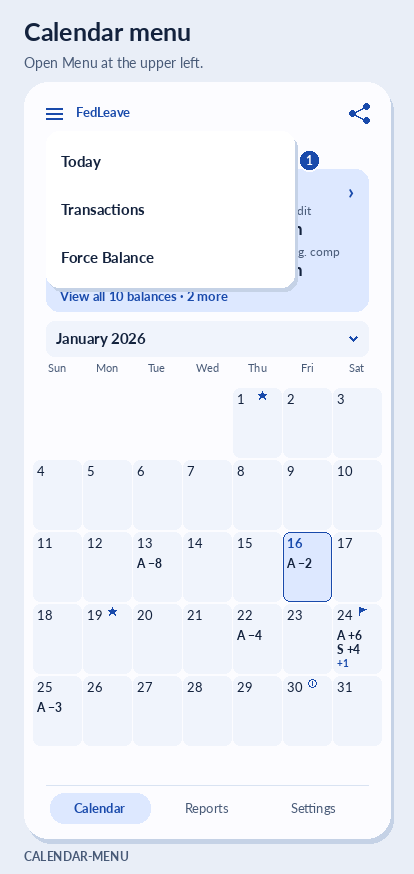 Calendar menu
Open Menu at the upper left.
FedLeave
Today
1
Transactions
›
dit
n
Force Balance
g. comp
n
View all 10 balances · 2 more
January 2026
Sun Mon Tue Wed Thu Fri Sat
1 2 3
4 5 6 7 8 9 10
11 12 13 14 15 16 17
A –8 A –2
18 19 20 21 22 23 24
A –4 A +6
S +4
+1
25 26 27 28 29 30 31
A –3
Calendar Reports Settings
CALENDAR-MENU